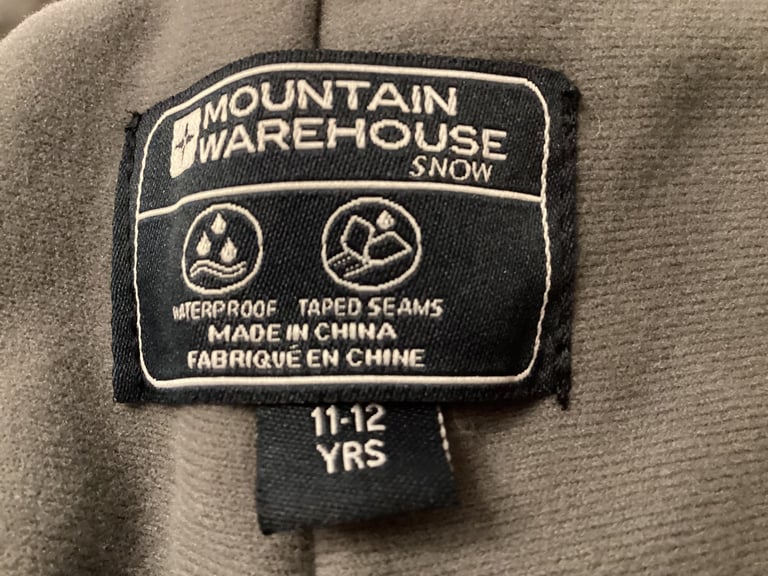 MOUNTAIN
WAREHOUSE
SNOW
WATERPROOF TAPED SEAMS
MADE IN CHINA
FABRIQUÉ EN CHINE
11-12
YRS